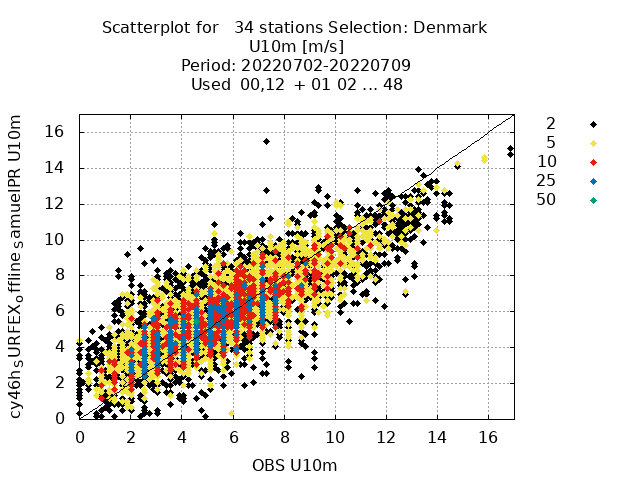 Scatterplot for 34 stations Selection: Denmark
U10m [m/s]
Period: 20220702-20220709
Used 00,12 + 01 02 ... 48
cy46h_SURFEX_offline_samuelPR U10m
16
14
12
10
8
6
4
2
0
0 2 4 6 8 10 12 14 16
OBS U10m
2
5
10
25
50